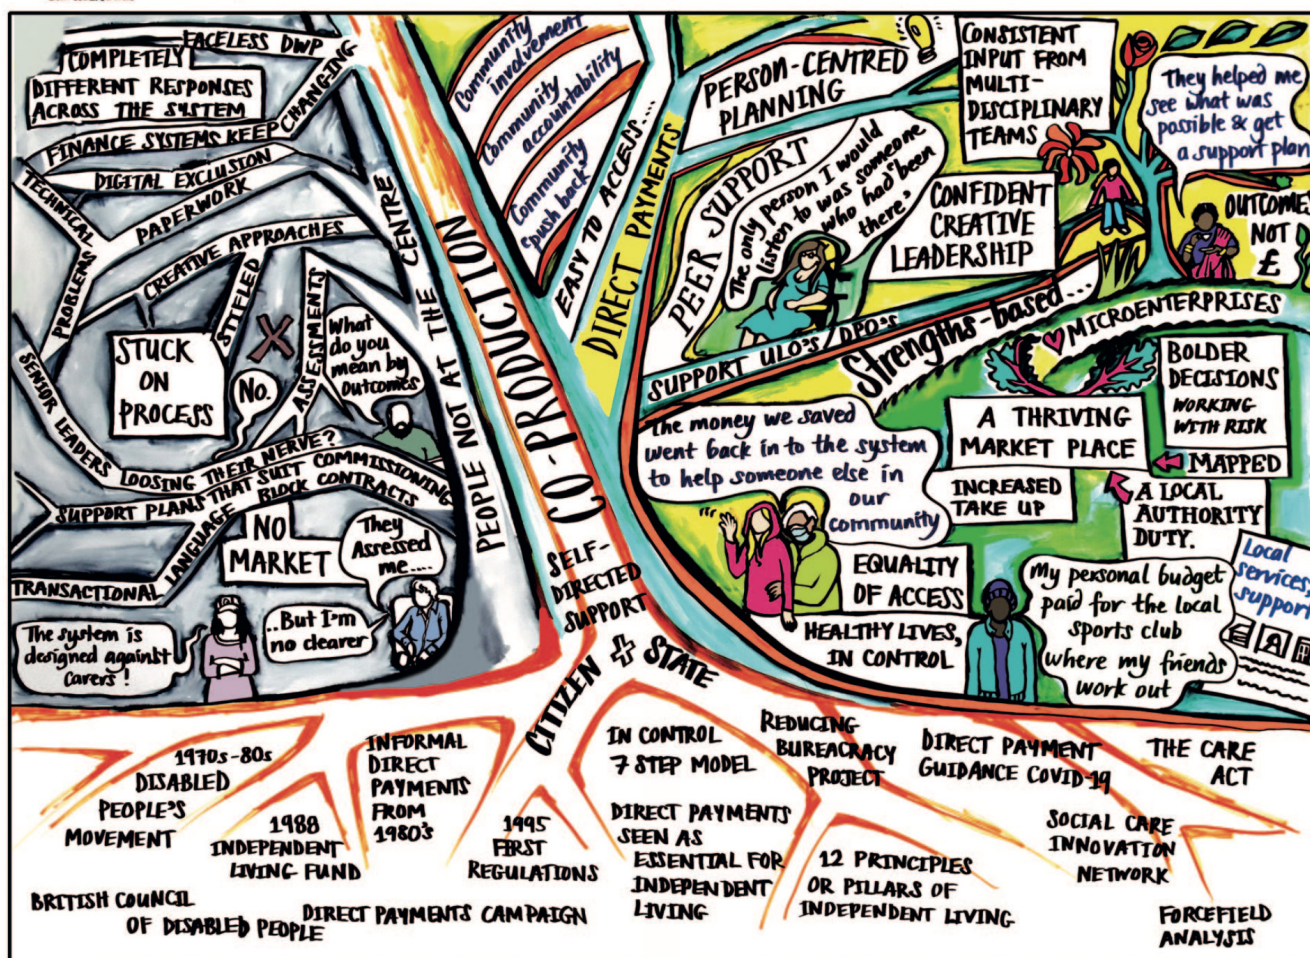 FACELESS DWP
COMPLETELY
DIFFERENT RESPONSES
ACROSS THE SYSTEM
FINANCE SYSTEMS KEEP CHANGING
DIGITAL EXCLUSION
TECHNICAL PROBLEMS
PAPERWORK
CREATIVE APPROACHES
STIFLED
STUCK
ON
PROCESS
ASSESSMENTS
What
do you
mean by
outcomes
No.
SENIOR LEADERS
LOOSING THEIR NERVE?
SUPPORT PLANS THAT SUIT COMMISSIONING
BLOCK CONTRACTS
LANGUAGE
TRANSACTIONAL
NO
MARKET
They
Assessed
me....
..But I'm
no clearer
The system is
designed against
carers!
PEOPLE NOT AT THE CENTRE
CO-PRODUCTION
SELF-
DIRECTED
SUPPORT
CITIZEN + STATE
Community
involvement
Community
accountability
Community
"push back"
EASY TO ACCESS...
DIRECT PAYMENTS
PERSON-CENTRED
PLANNING
PEER SUPPORT
The only person I would
listen to was someone
who had 'been
there'
CONSISTENT
INPUT FROM
MULTI-
DISCIPLINARY
TEAMS
CONFIDENT
CREATIVE
LEADERSHIP
They helped me
see what was
possible & get
a support plan
OUTCOME
NOT
£
SUPPORT ULO'S / DPO'S
Strengths-based...
MICROENTERPRISES
BOLDER
DECISIONS
WORKING
WITH RISK
A THRIVING
MARKET PLACE
MAPPED
INCREASED
TAKE UP
A LOCAL
AUTHORITY
DUTY.
The money we saved
went back in to the system
to help someone else in
our
community
EQUALITY
OF ACCESS
HEALTHY LIVES,
IN CONTROL
My personal budget
paid for the local
sports club
where my friends
work out
Local
services,
support
1970s-80s
DISABLED
PEOPLE'S
MOVEMENT
1988
INDEPENDENT
LIVING FUND
INFORMAL
DIRECT
PAYMENTS
FROM
1980's
1995
FIRST
REGULATIONS
IN CONTROL
7 STEP MODEL
DIRECT PAYMENTS
SEEN AS
ESSENTIAL FOR
INDEPENDENT
LIVING
REDUCING
BUREACRACY
PROJECT
12 PRINCIPLES
OR PILLARS OF
INDEPENDENT LIVING
DIRECT PAYMENT
GUIDANCE COVID-19
THE CARE
ACT
SOCIAL CARE
INNOVATION
NETWORK
FORCEFIELD
ANALYSIS
BRITISH COUNCIL
OF DISABLED PEOPLE
DIRECT PAYMENTS CAMPAIGN